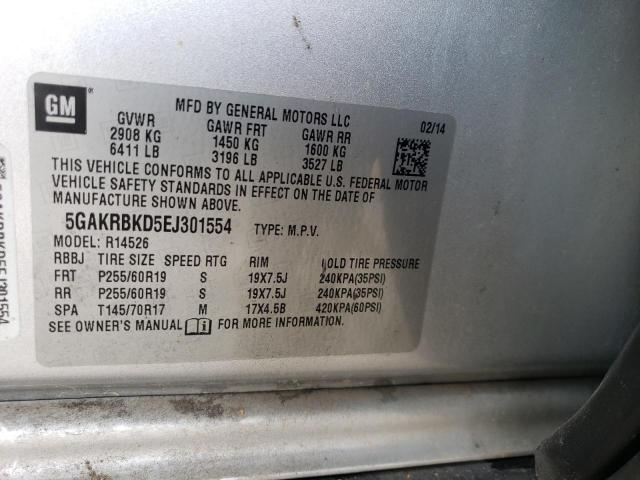 GM
MFD BY GENERAL MOTORS LLC
02/14
GVWR GAWR FRT GAWR RR
2908 KG 1450 KG 1600 KG
6411 LB 3196 LB 3527 LB
THIS VEHICLE CONFORMS TO ALL APPLICABLE U.S. FEDERAL MOTOR
VEHICLE SAFETY STANDARDS IN EFFECT ON THE DATE OF
MANUFACTURE SHOWN ABOVE.
5GAKRBKD5EJ301554 TYPE: M.P.V.
MODEL: R14526
RBBJ TIRE SIZE SPEED RTG RIM OLD TIRE PRESSURE
FRT P255/60R19 S 19X7.5J 240KPA(35PSI)
RR P255/60R19 S 19X7.5J 240KPA(35PSI)
SPA T145/70R17 M 17X4.5B 420KPA(60PSI)
SEE OWNER'S MANUAL FOR MORE INFORMATION.